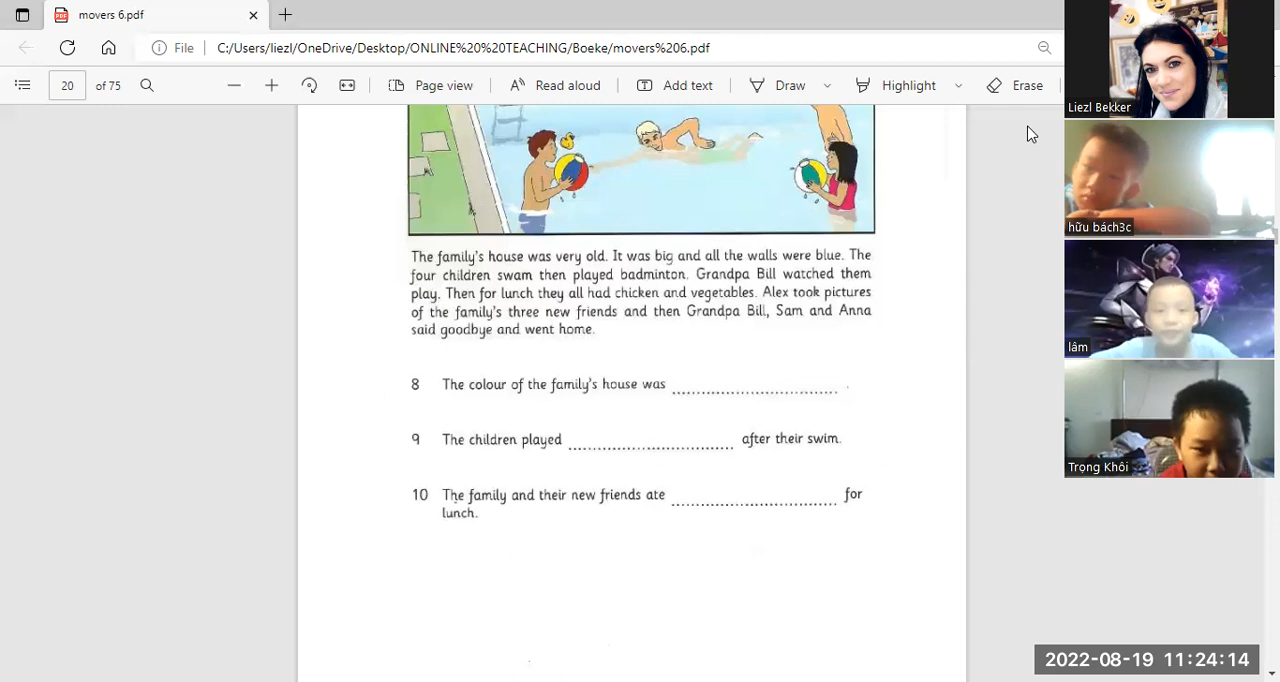 movers 6.pdf
File
C:/Users/liezl/OneDrive/Desktop/ONLINE%20%20TEACHING/Boeke/movers%206.pdf
20 of 75
Page view
Read aloud
Add text
Draw
Highlight
Erase
The family's house was very old. It was big and all the walls were blue. The
four children swam then played badminton. Grandpa Bill watched them
play. Then for lunch they all had chicken and vegetables. Alex took pictures
of the family's three new friends and then Grandpa Bill, Sam and Anna
said goodbye and went home.
8 The colour of the family's house was .................................... .
9 The children played .................................... after their swim.
10 The family and their new friends ate .................................... for
lunch.
Liezl Bekker
hữu bách3c
lâm
Trọng Khôi
2022-08-19 11:24:14